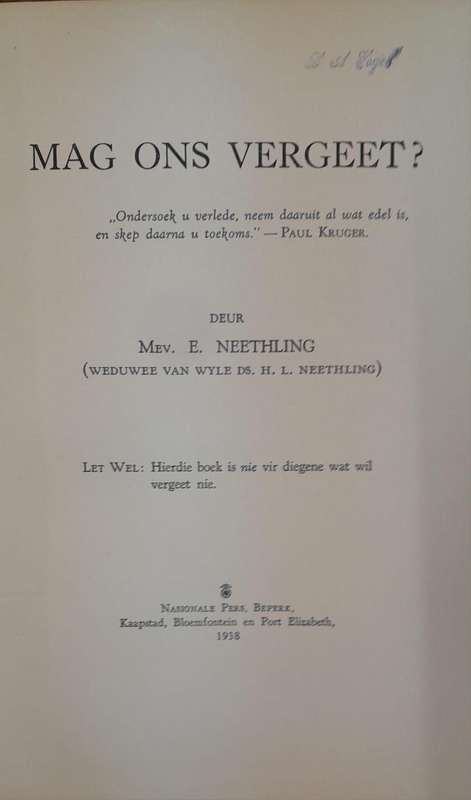 MAG ONS VERGEET?
„Ondersoek u verlede, neem daaruit al wat edel is,
en skep daarna u toekoms.” — PAUL KRUGER.
DEUR
MEV. E. NEETHLING
(WEDUWEE VAN WYLE DS. H. L. NEETHLING)
LET WEL: Hierdie boek is nie vir diegene wat wil
vergeet nie.
NASIONALE PERS, BEPERK,
Kaapstad, Bloemfontein en Port Elizabeth,
1938